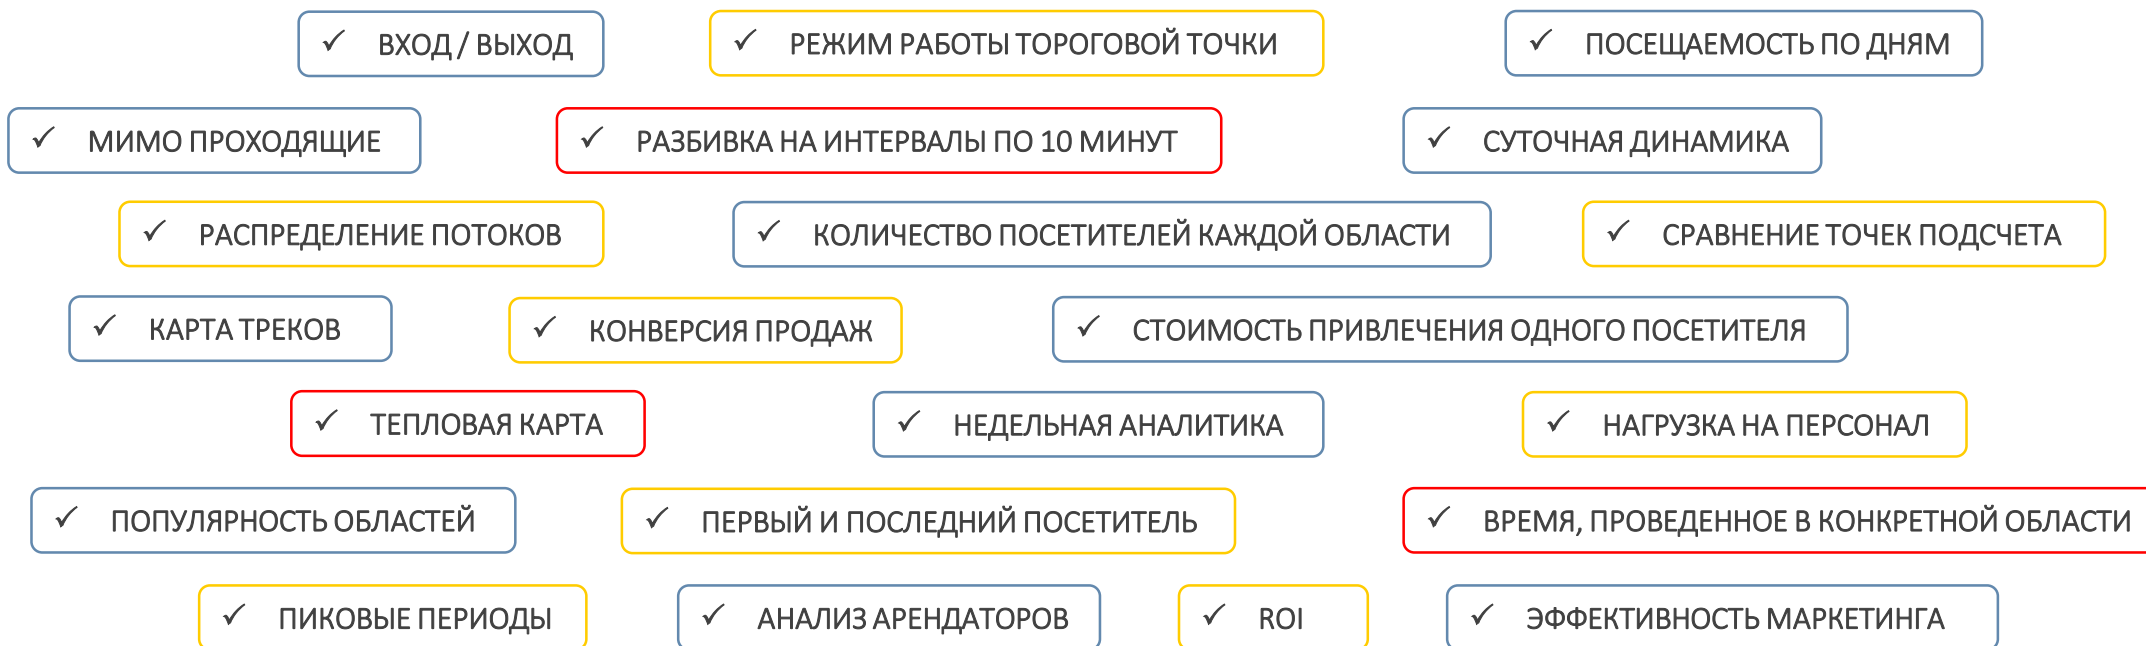 ✓ ВХОД / ВЫХОД
✓ РЕЖИМ РАБОТЫ ТОРОГОВОЙ ТОЧКИ
✓ ПОСЕЩАЕМОСТЬ ПО ДНЯМ
✓ МИМО ПРОХОДЯЩИЕ
✓ РАЗБИВКА НА ИНТЕРВАЛЫ ПО 10 МИНУТ
✓ СУТОЧНАЯ ДИНАМИКА
✓ РАСПРЕДЕЛЕНИЕ ПОТОКОВ
✓ КОЛИЧЕСТВО ПОСЕТИТЕЛЕЙ КАЖДОЙ ОБЛАСТИ
✓ СРАВНЕНИЕ ТОЧЕК ПОДСЧЕТА
✓ КАРТА ТРЕКОВ
✓ КОНВЕРСИЯ ПРОДАЖ
✓ СТОИМОСТЬ ПРИВЛЕЧЕНИЯ ОДНОГО ПОСЕТИТЕЛЯ
✓ ТЕПЛОВАЯ КАРТА
✓ НЕДЕЛЬНАЯ АНАЛИТИКА
✓ НАГРУЗКА НА ПЕРСОНАЛ
✓ ПОПУЛЯРНОСТЬ ОБЛАСТЕЙ
✓ ПЕРВЫЙ И ПОСЛЕДНИЙ ПОСЕТИТЕЛЬ
✓ ВРЕМЯ, ПРОВЕДЕННОЕ В КОНКРЕТНОЙ ОБЛАСТИ
✓ ПИКОВЫЕ ПЕРИОДЫ
✓ АНАЛИЗ АРЕНДАТОРОВ
✓ ROI
✓ ЭФФЕКТИВНОСТЬ МАРКЕТИНГА